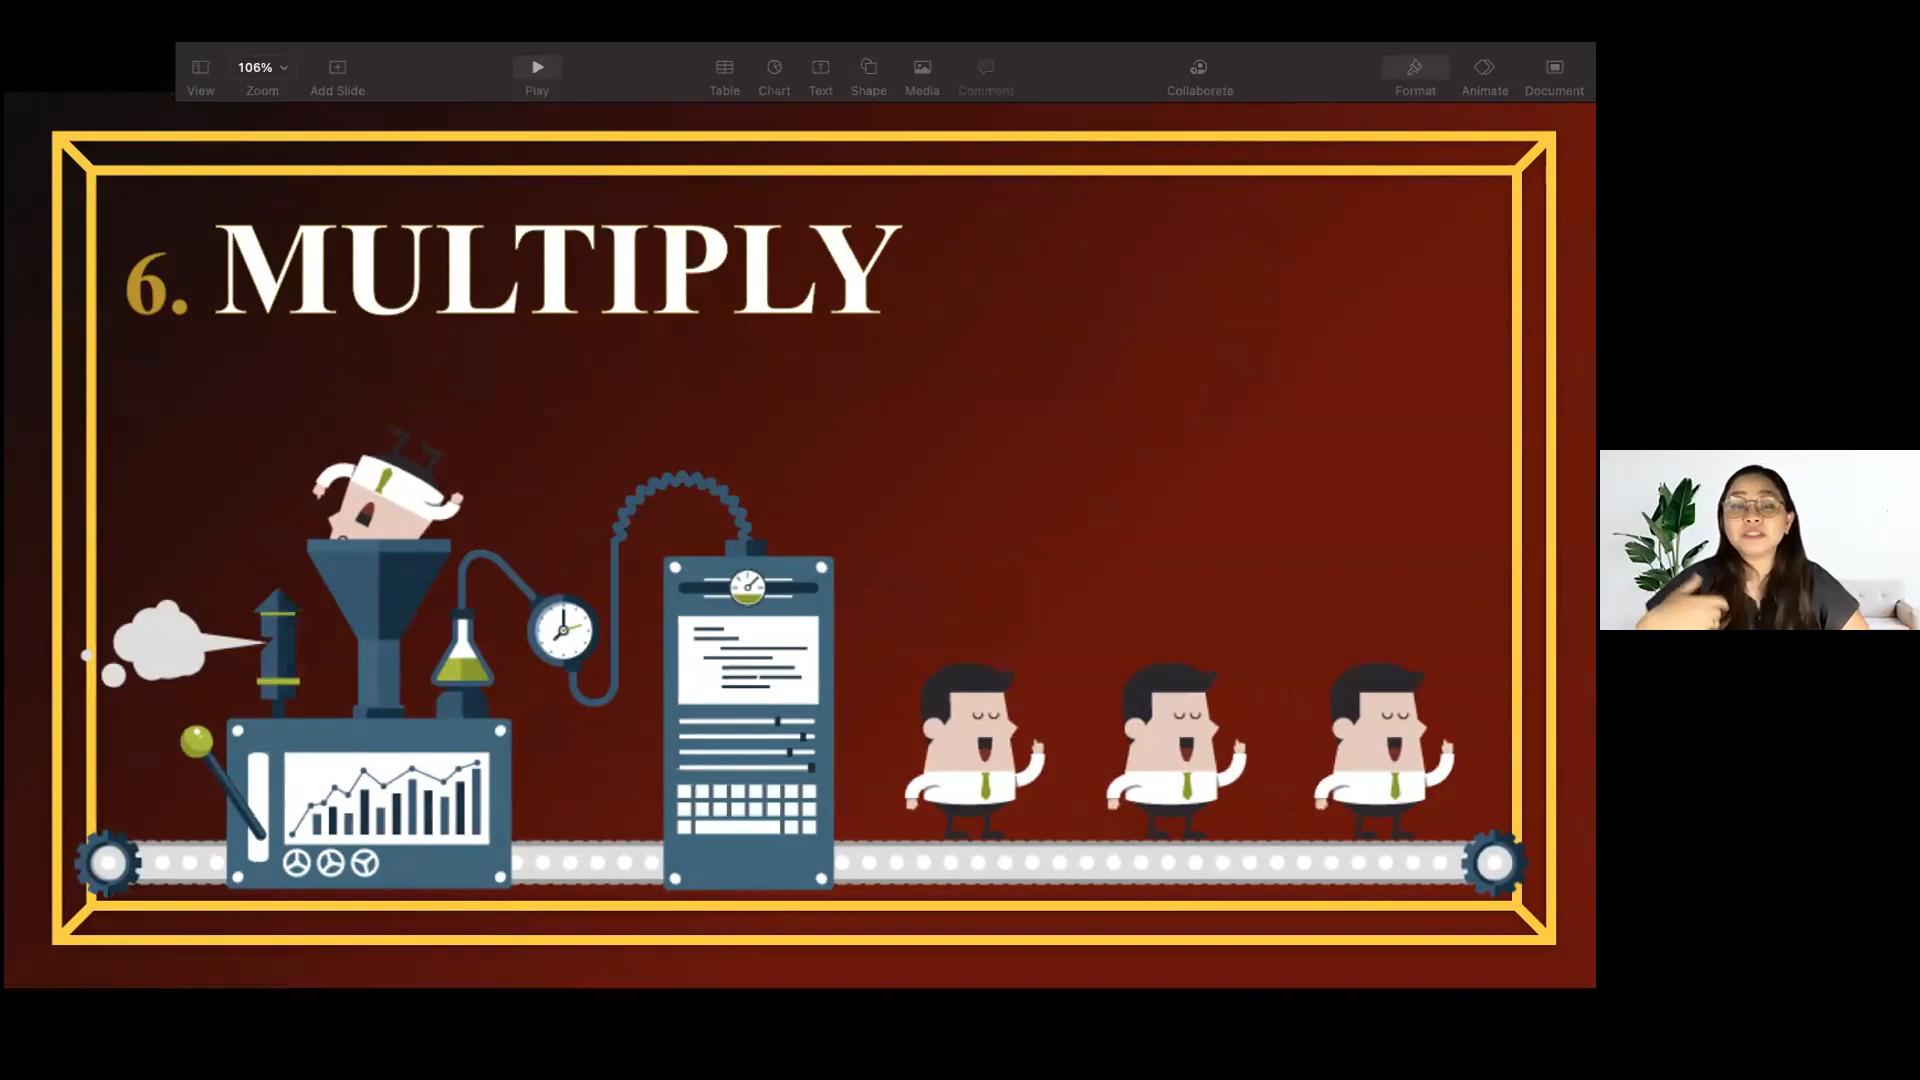 106%
View Zoom Add Slide Play Table Chart Text Shape Media Comment Collaborate Format Animate Document
6. MULTIPLY